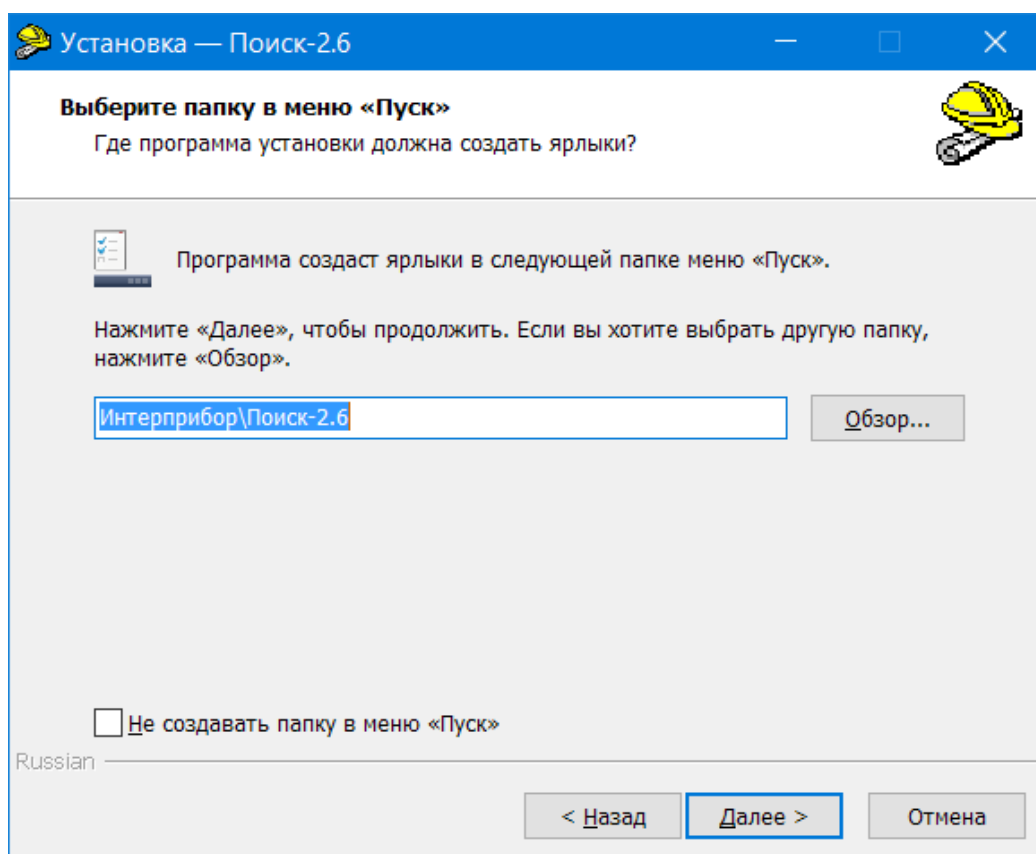 Установка — Поиск-2.6
Выберите папку в меню «Пуск»
Где программа установки должна создать ярлыки?
Программа создаст ярлыки в следующей папке меню «Пуск».
Нажмите «Далее», чтобы продолжить. Если вы хотите выбрать другую папку,
нажмите «Обзор».
Интерприбор\Поиск-2.6
Обзор...
Не создавать папку в меню «Пуск»
Russian
< Назад
Далее >
Отмена